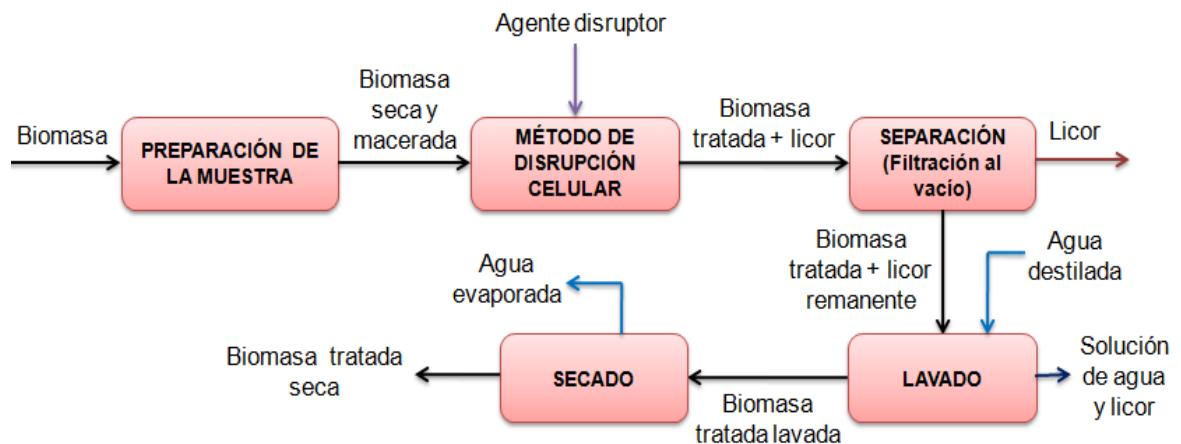 Agente disruptor
Biomasa
PREPARACIÓN DE
LA MUESTRA
Biomasa
seca y
macerada
MÉTODO DE
DISRUPCIÓN
CELULAR
Biomasa
tratada + licor
SEPARACIÓN
(Filtración al
vacío)
Licor
Biomasa
tratada + licor
remanente
Agua
destilada
LAVADO
Solución
de agua
y licor
Biomasa
tratada lavada
SECADO
Agua
evaporada
Biomasa tratada
seca